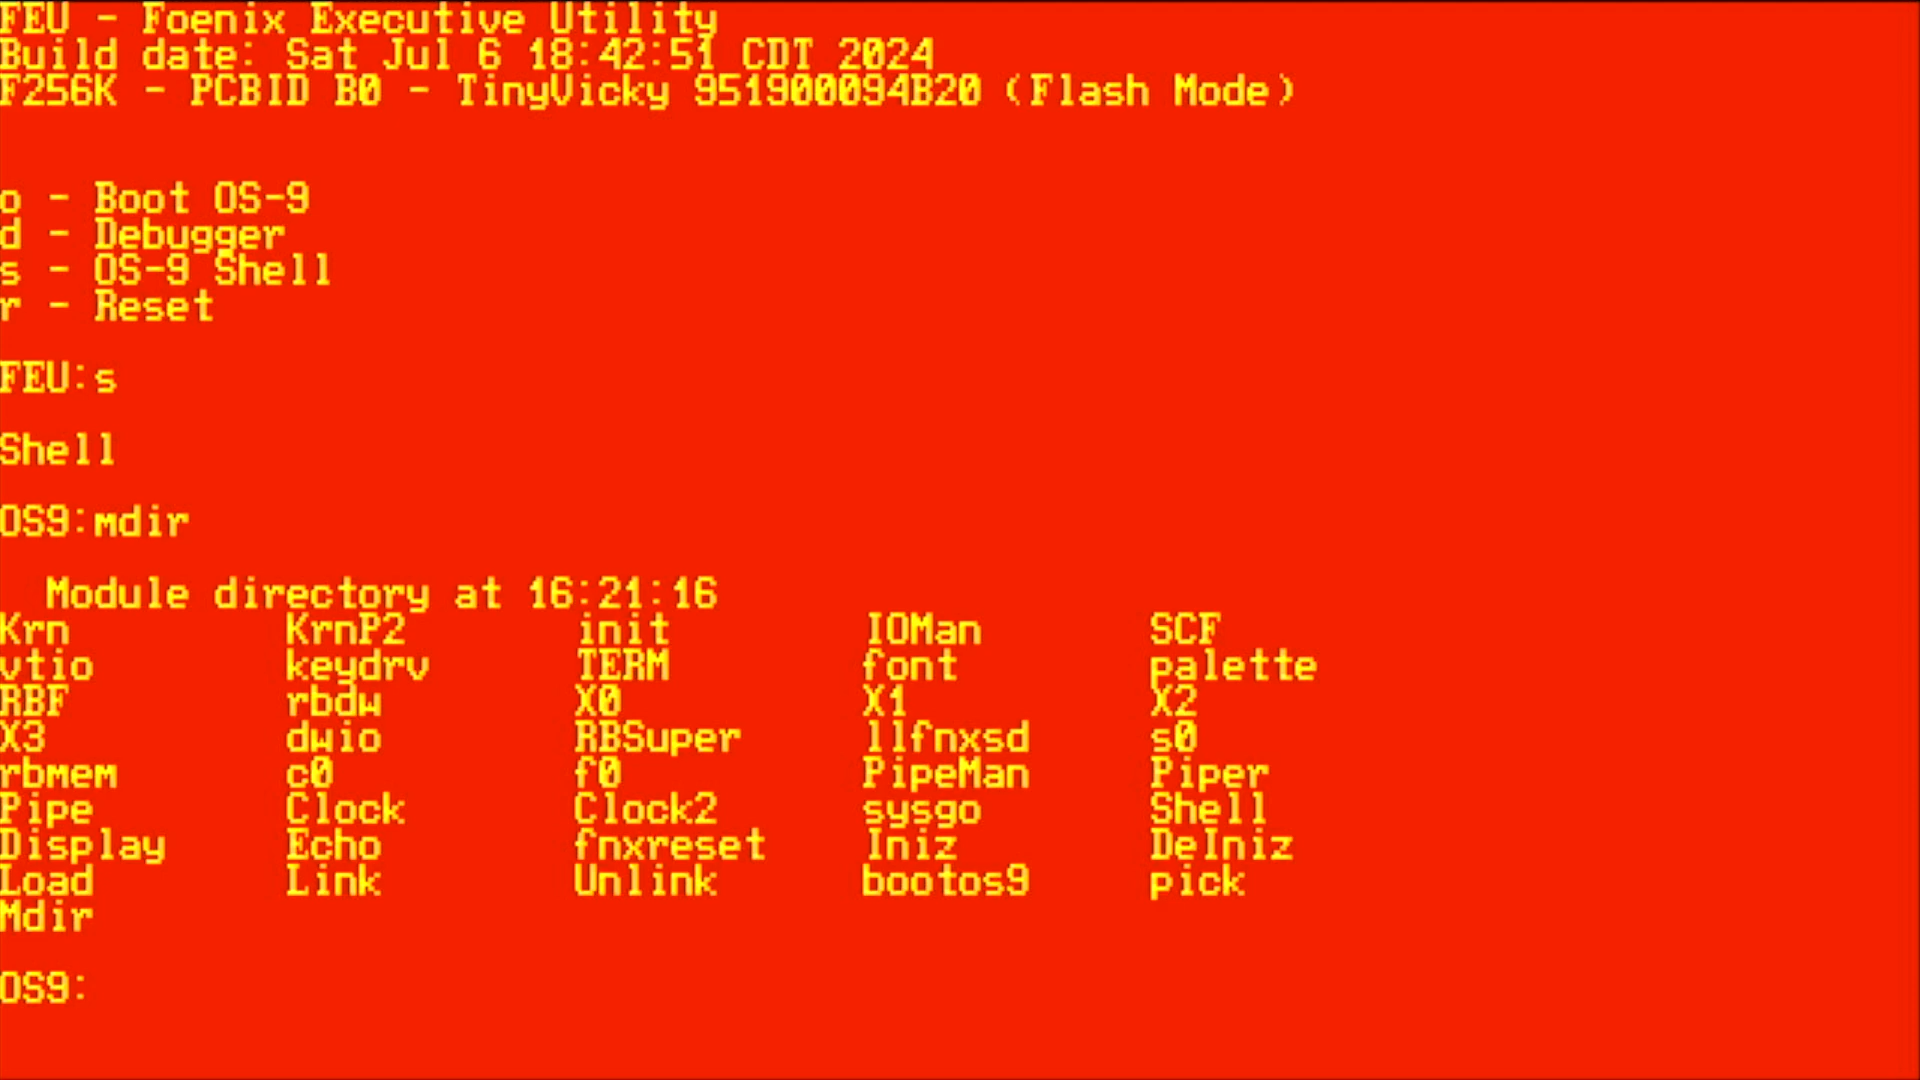 FEU - Foenix Executive Utility
Build date: Sat Jul 6 18:42:51 CDT 2024
F256K - PCBID B0 - TinyVicky 951900094B20 (Flash Mode)
o - Boot OS-9
d - Debugger
s - OS-9 Shell
r - Reset
FEU:s
Shell
OS9:mdir
Module directory at 16:21:16
Krn KrnP2 init IOMan SCF
vtio keydrv TERM font palette
RBF rbdw X0 X1 X2
X3 dwio RBSuper llfnxsd s0
rbmem c0 f0 PipeMan Piper
Pipe Clock Clock2 sysgo Shell
Display Echo fnxreset Iniz DeIniz
Load Link Unlink bootos9 pick
Mdir
OS9: